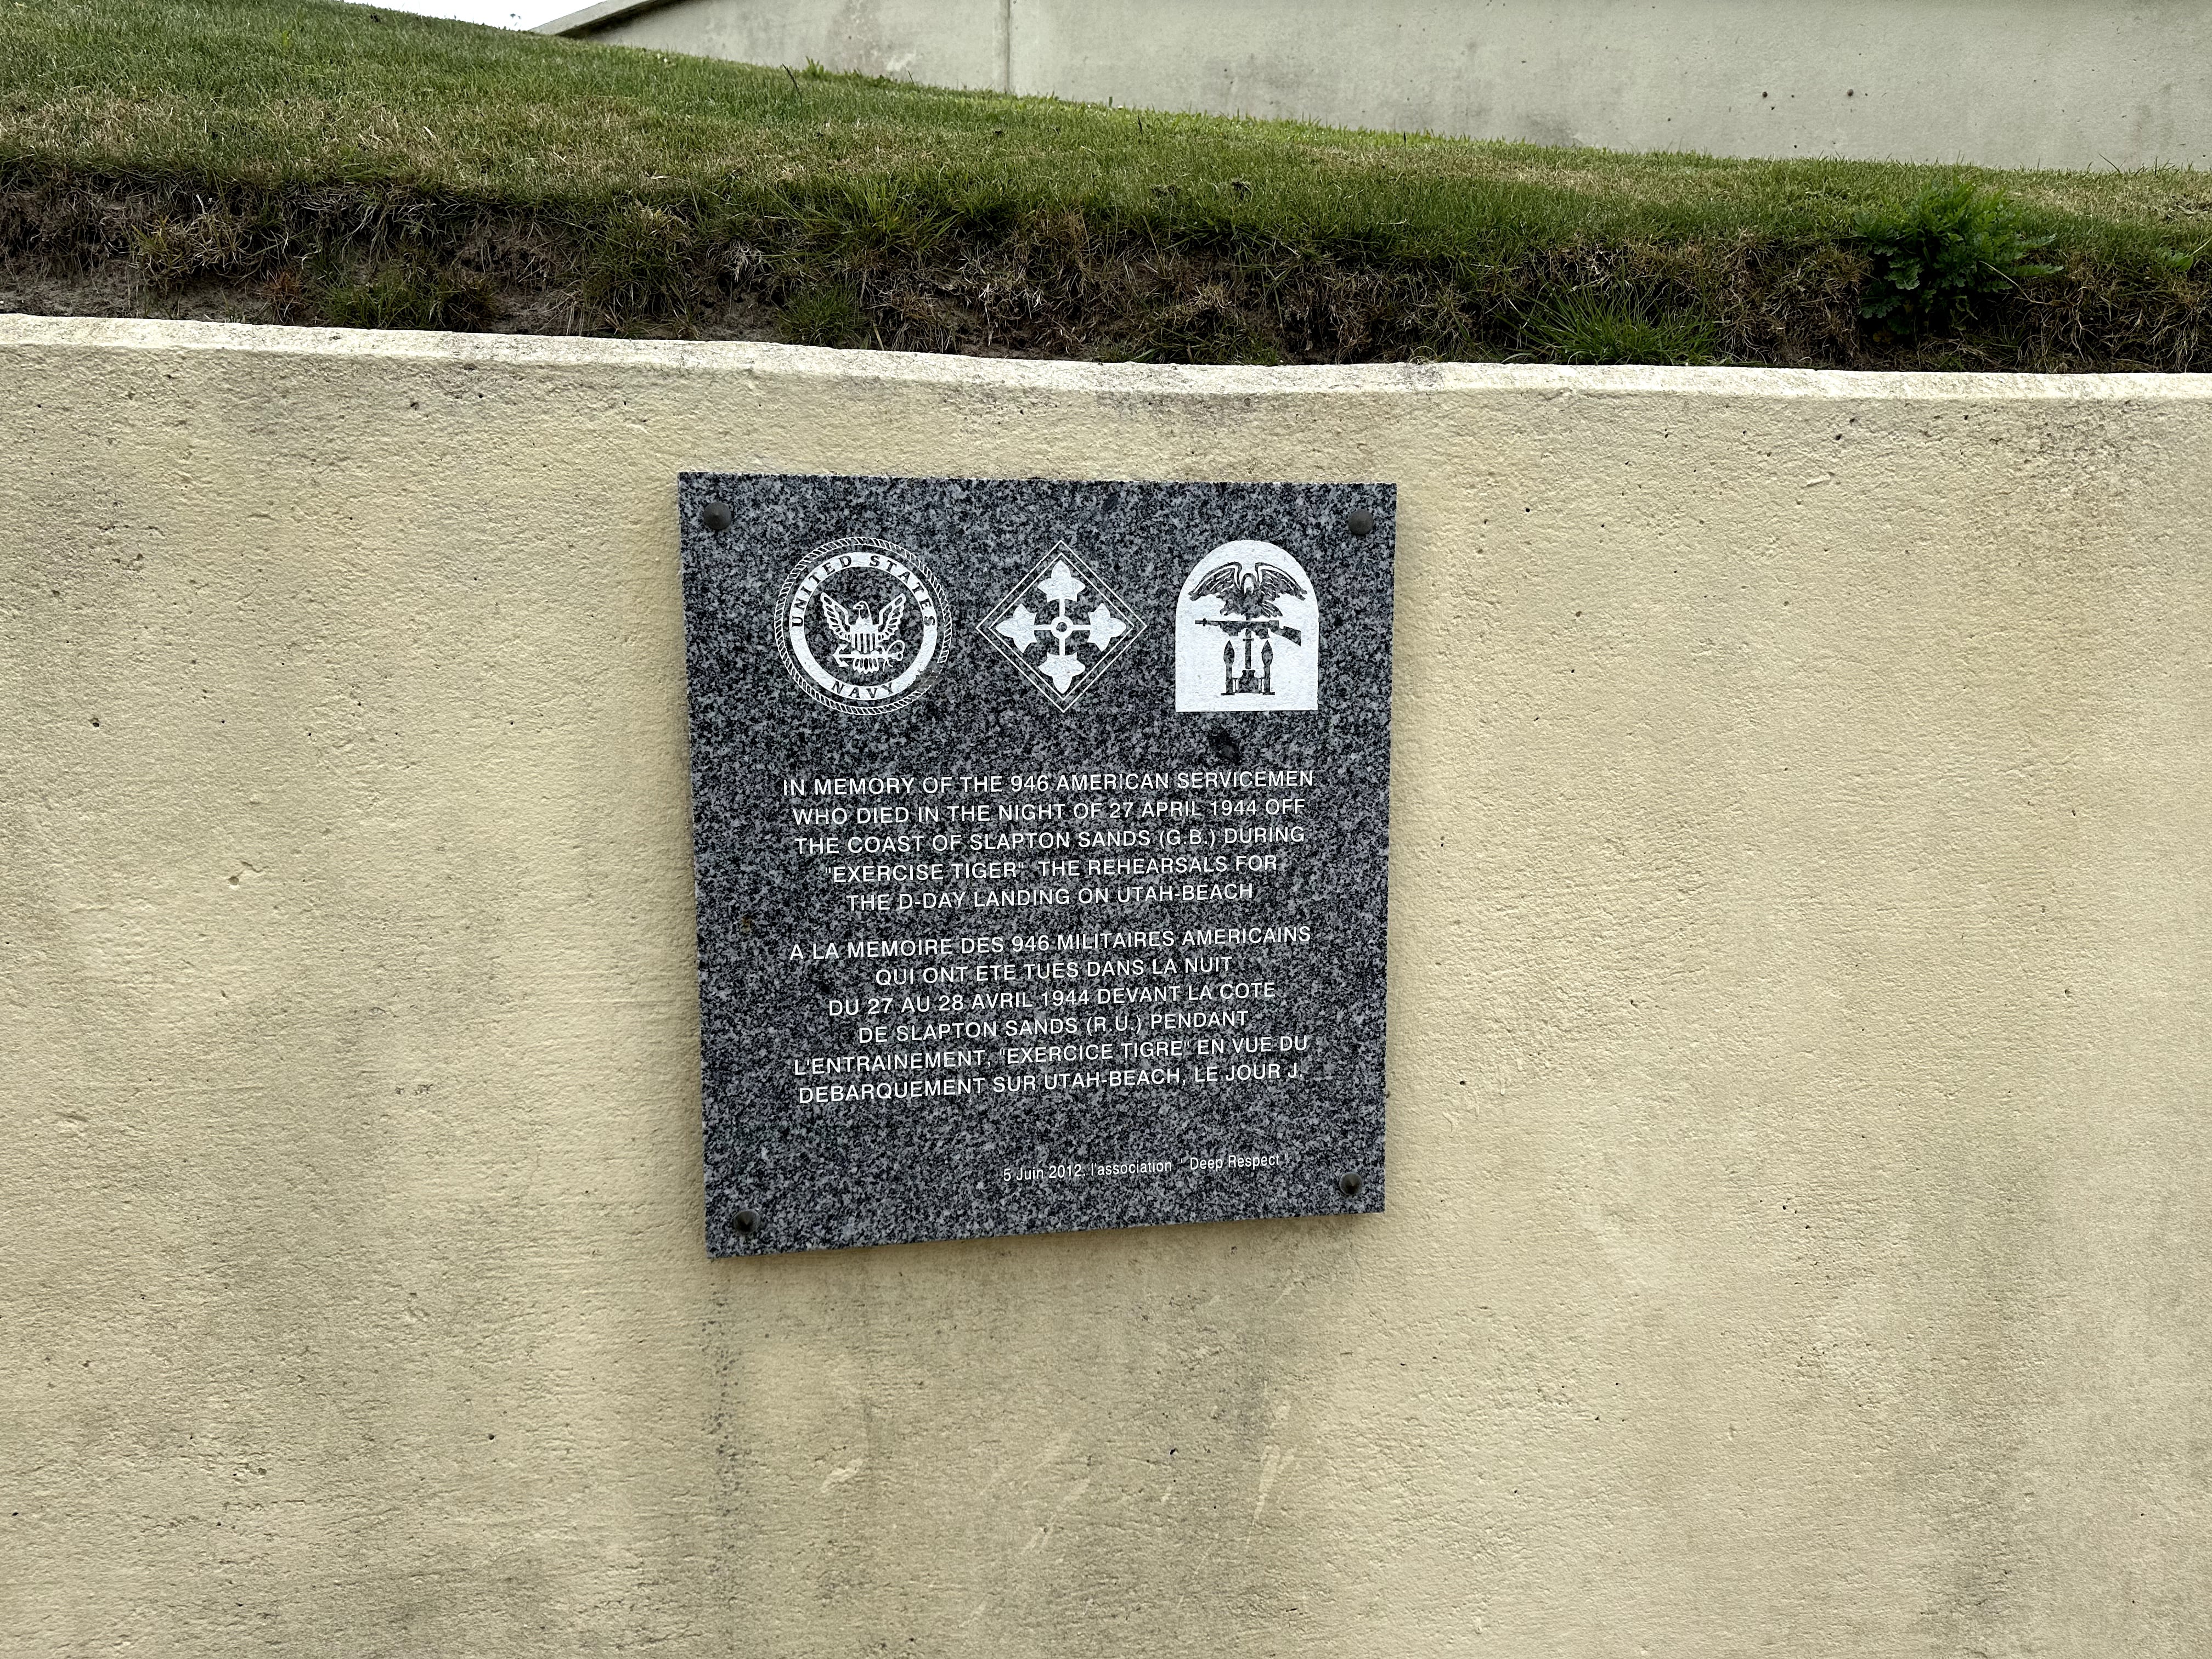 UNITED STATES
NAVY
IN MEMORY OF THE 946 AMERICAN SERVICEMEN
WHO DIED IN THE NIGHT OF 27 APRIL 1944 OFF
THE COAST OF SLAPTON SANDS (G.B.) DURING
"EXERCISE TIGER" THE REHEARSALS FOR
THE D-DAY LANDING ON UTAH-BEACH
A LA MEMOIRE DES 946 MILITAIRES AMERICAINS
QUI ONT ETE TUES DANS LA NUIT
DU 27 AU 28 AVRIL 1944 DEVANT LA COTE
DE SLAPTON SANDS (R.U.) PENDANT
L'ENTRAINEMENT, "EXERCICE TIGRE" EN VUE DU
DEBARQUEMENT SUR UTAH-BEACH, LE JOUR J.
5 Juin 2012. l'association " Deep Respect "